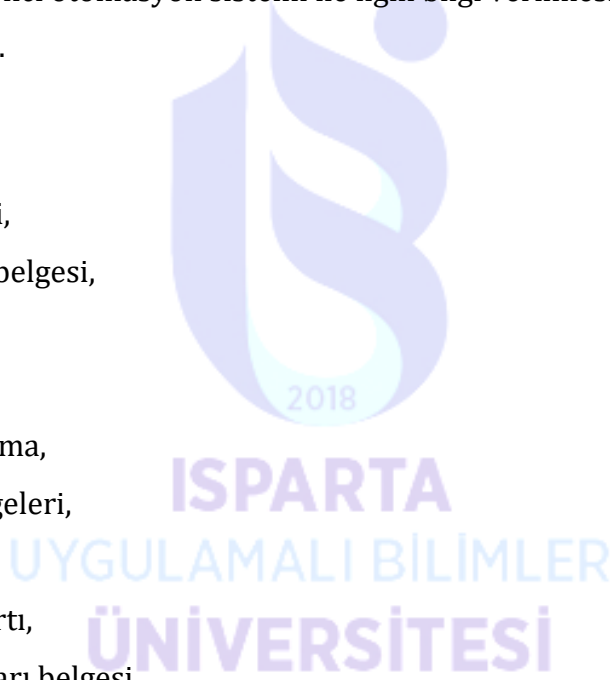 otomasyon sistemi ile ilgili bilgi verilmes
.
i,
belgesi,
2018
ma,
ISPARTA
geleri,
UYGULAMALI BİLİMLER
rtı,
ÜNİVERSİTESİ
arı belgesi